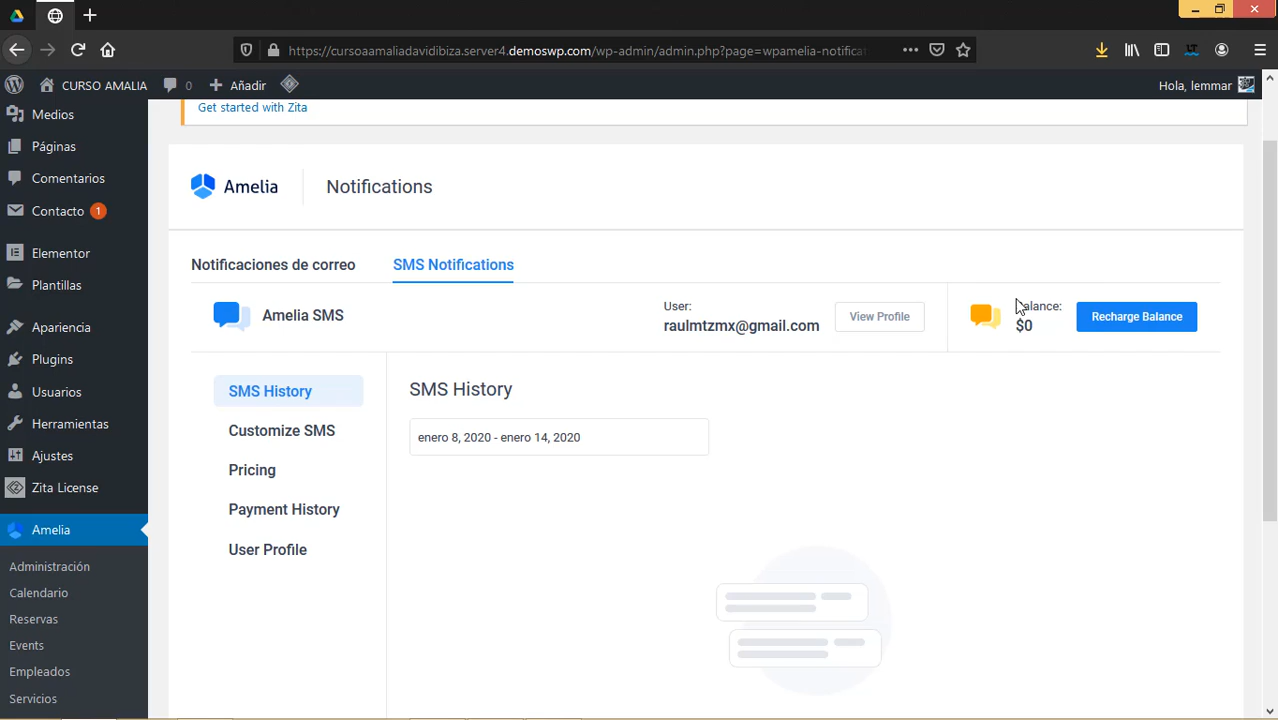 https://cursoaamaliadavidibiza.server4.demoswp.com/wp-admin/admin.php?page=wpamelia-notificat
CURSO AMALIA
0
Añadir
Hola, lemmar
Medios
Páginas
Comentarios
Contacto 1
Elementor
Plantillas
Apariencia
Plugins
Usuarios
Herramientas
Ajustes
Zita License
Amelia
Administración
Calendario
Reservas
Events
Empleados
Servicios
Get started with Zita
Amelia
Notifications
Notificaciones de correo
SMS Notifications
Amelia SMS
User:
raulmtzmx@gmail.com
View Profile
Balance:
$0
Recharge Balance
SMS History
Customize SMS
Pricing
Payment History
User Profile
SMS History
enero 8, 2020 - enero 14, 2020